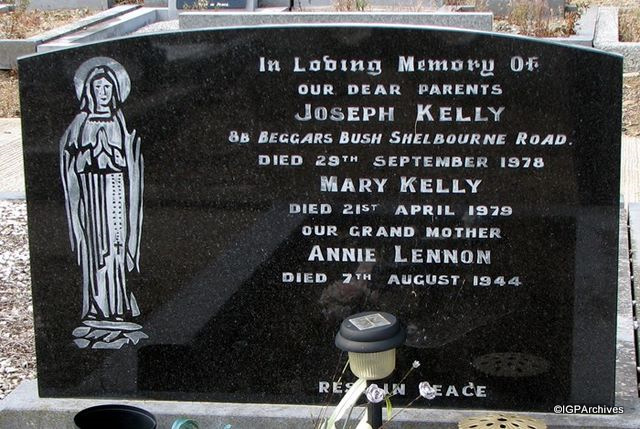 In Loving Memory Of
OUR DEAR PARENTS
JOSEPH KELLY
8B BEGGARS BUSH SHELBOURNE ROAD.
DIED 29TH SEPTEMBER 1978
MARY KELLY
DIED 21ST APRIL 1979
OUR GRAND MOTHER
ANNIE LENNON
DIED 7TH AUGUST 1944
REST IN PEACE
©IGPArchives